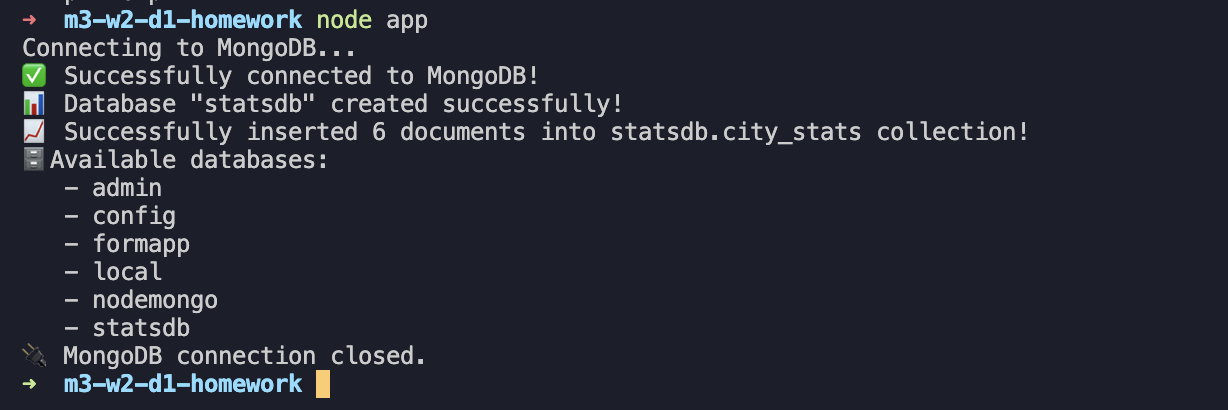 ➜  m3-w2-d1-homework node app
Connecting to MongoDB...
✅ Successfully connected to MongoDB!
📊 Database "statsdb" created successfully!
📈 Successfully inserted 6 documents into statsdb.city_stats collection!
🗄️Available databases:
   - admin
   - config
   - formapp
   - local
   - nodemongo
   - statsdb
🔌 MongoDB connection closed.
➜  m3-w2-d1-homework